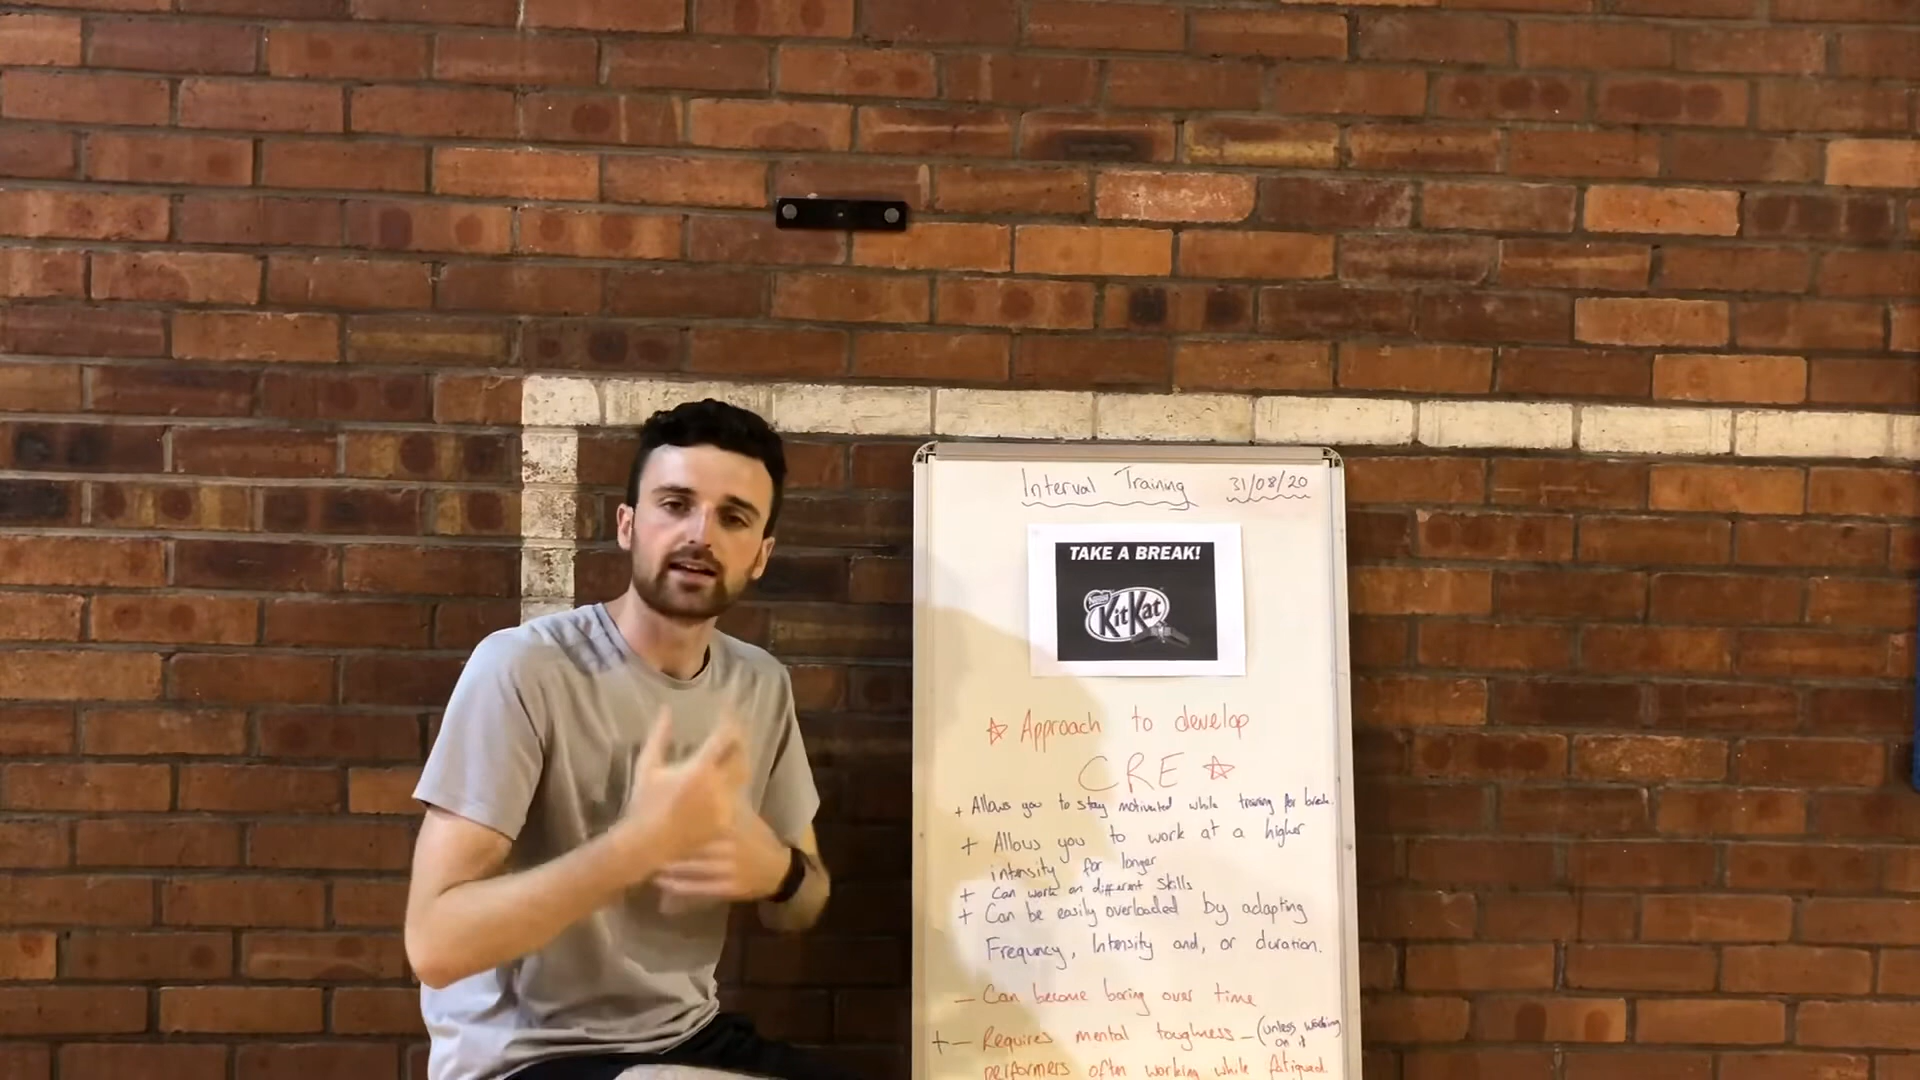 Interval Training 31/08/20
TAKE A BREAK!
Nestlé
KitKat
Approach to develop
CRE
+ Allows you to stay motivated while training for break.
+ Allows you to work at a higher
intensity for longer
+ Can work on different skills
+ Can be easily overloaded by adapting
Frequncy, Intensity and, or duration.
— Can become boring over time
+ — Requires mental toughness — (unless working
on it
performers often working while fatigued